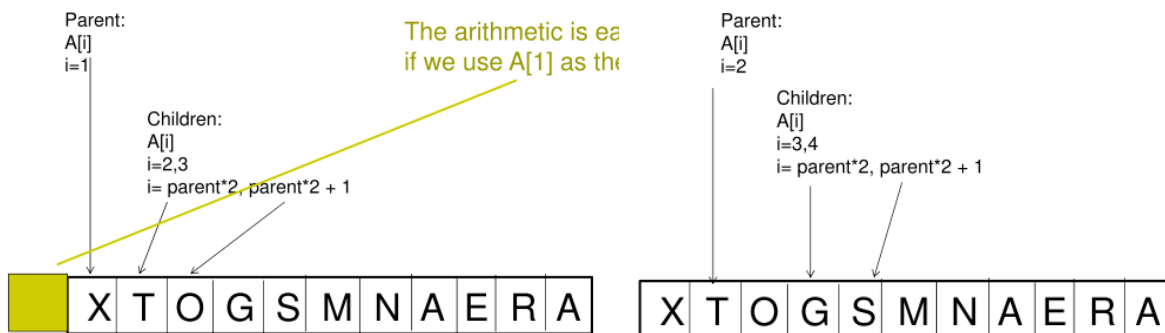 Parent:
A[i]
i=1
The arithmetic is ea
if we use A[1] as the
Children:
A[i]
i=2,3
i= parent*2, parent*2 + 1
X T O G S M N A E R A
Parent:
A[i]
i=2
Children:
A[i]
i=3,4
i= parent*2, parent*2 + 1
X T O G S M N A E R A